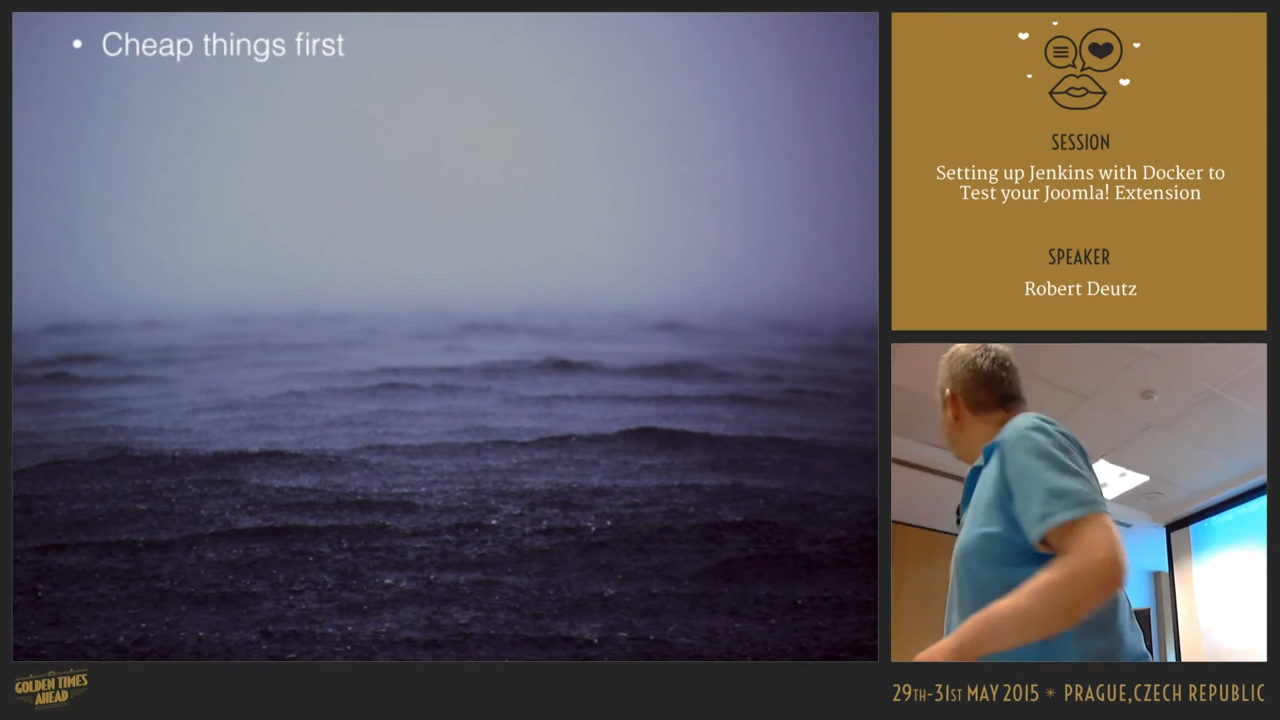 • Cheap things first
SESSION
Setting up Jenkins with Docker to
Test your Joomla! Extension
SPEAKER
Robert Deutz
GOLDEN TIMES
AHEAD
29TH-31ST MAY 2015 * PRAGUE,CZECH REPUBLIC